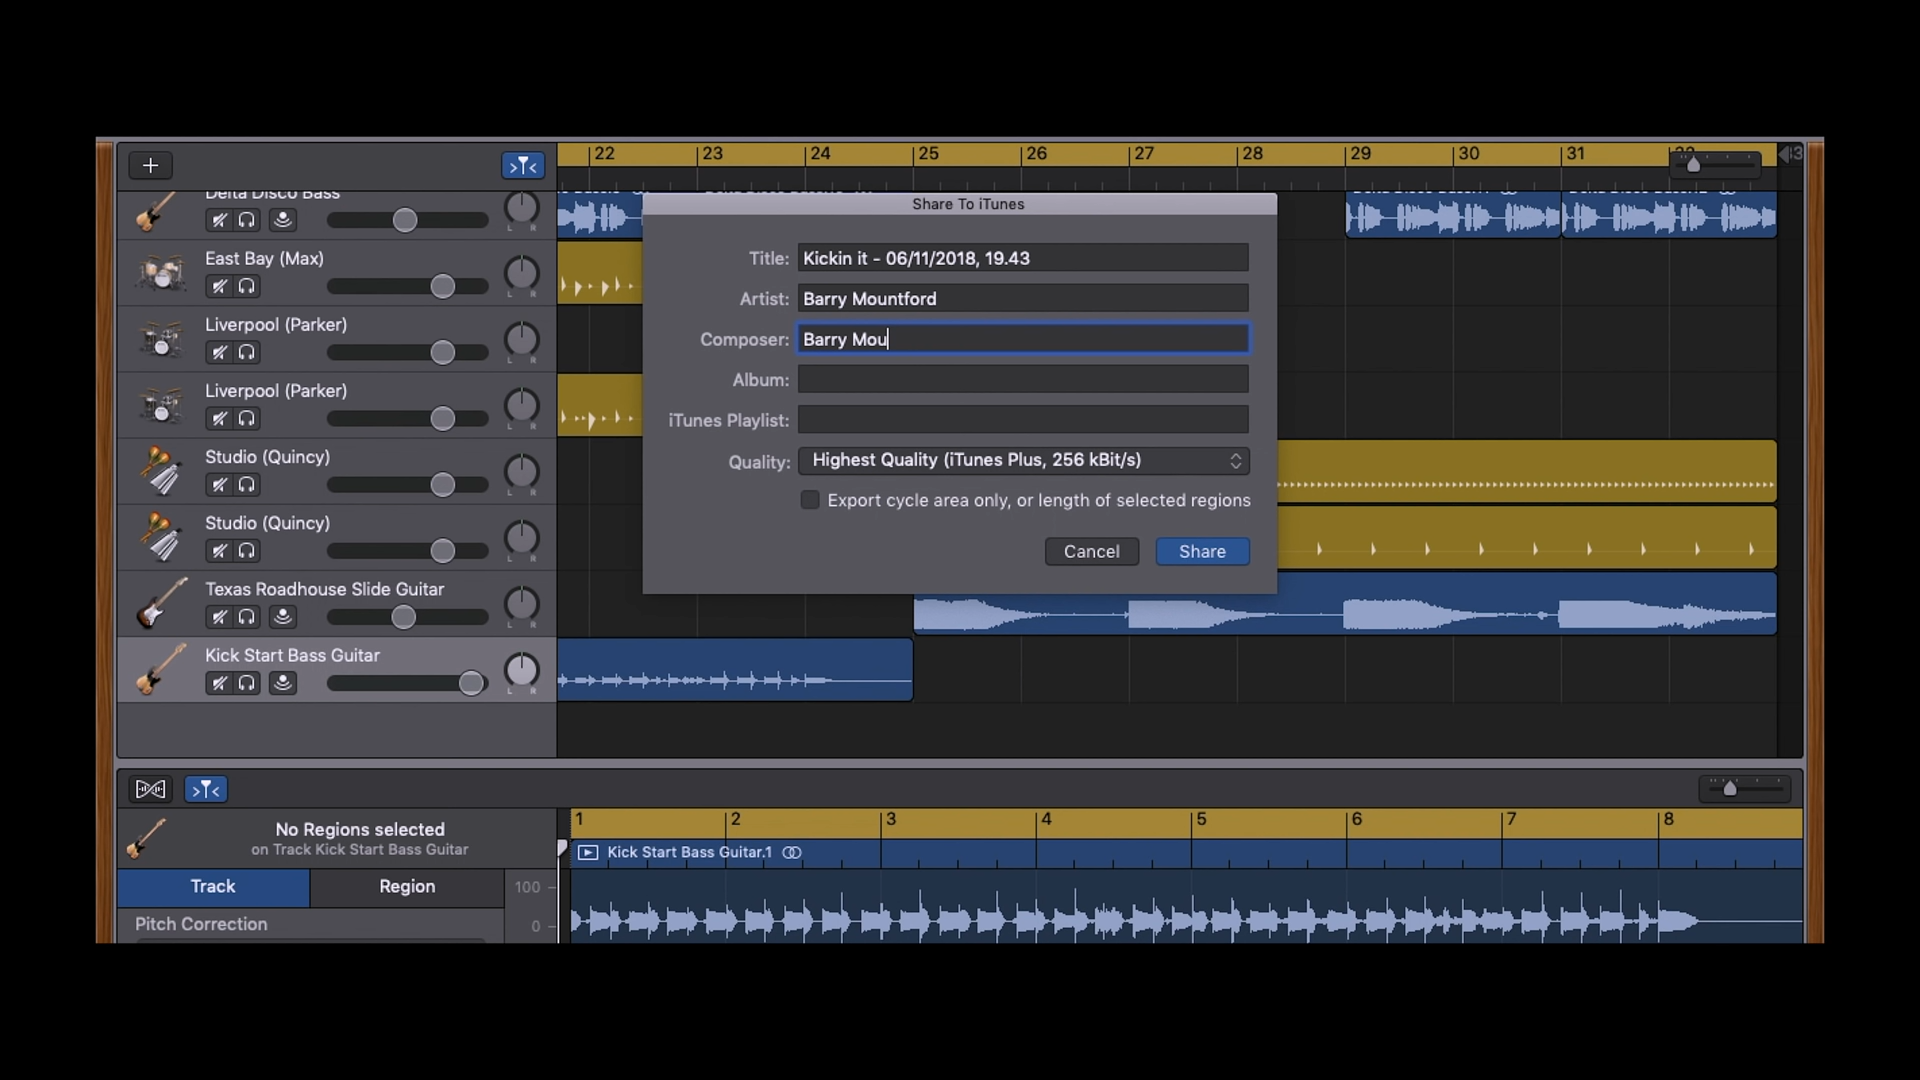 22 23 24 25 26 27 28 29 30 31
Delta Disco Bass
L R
Share To iTunes
Title: Kickin it - 06/11/2018, 19.43
East Bay (Max)
L R
Artist: Barry Mountford
Liverpool (Parker)
L R
Composer: Barry Mou
Album:
Liverpool (Parker)
L R
iTunes Playlist:
Studio (Quincy)
L R
Quality: Highest Quality (iTunes Plus, 256 kBit/s)
Export cycle area only, or length of selected regions
Studio (Quincy)
L R
Cancel Share
Texas Roadhouse Slide Guitar
L R
Kick Start Bass Guitar
L R
1 2 3 4 5 6 7 8
No Regions selected
on Track Kick Start Bass Guitar
Kick Start Bass Guitar.1
Track Region
100
Pitch Correction
0